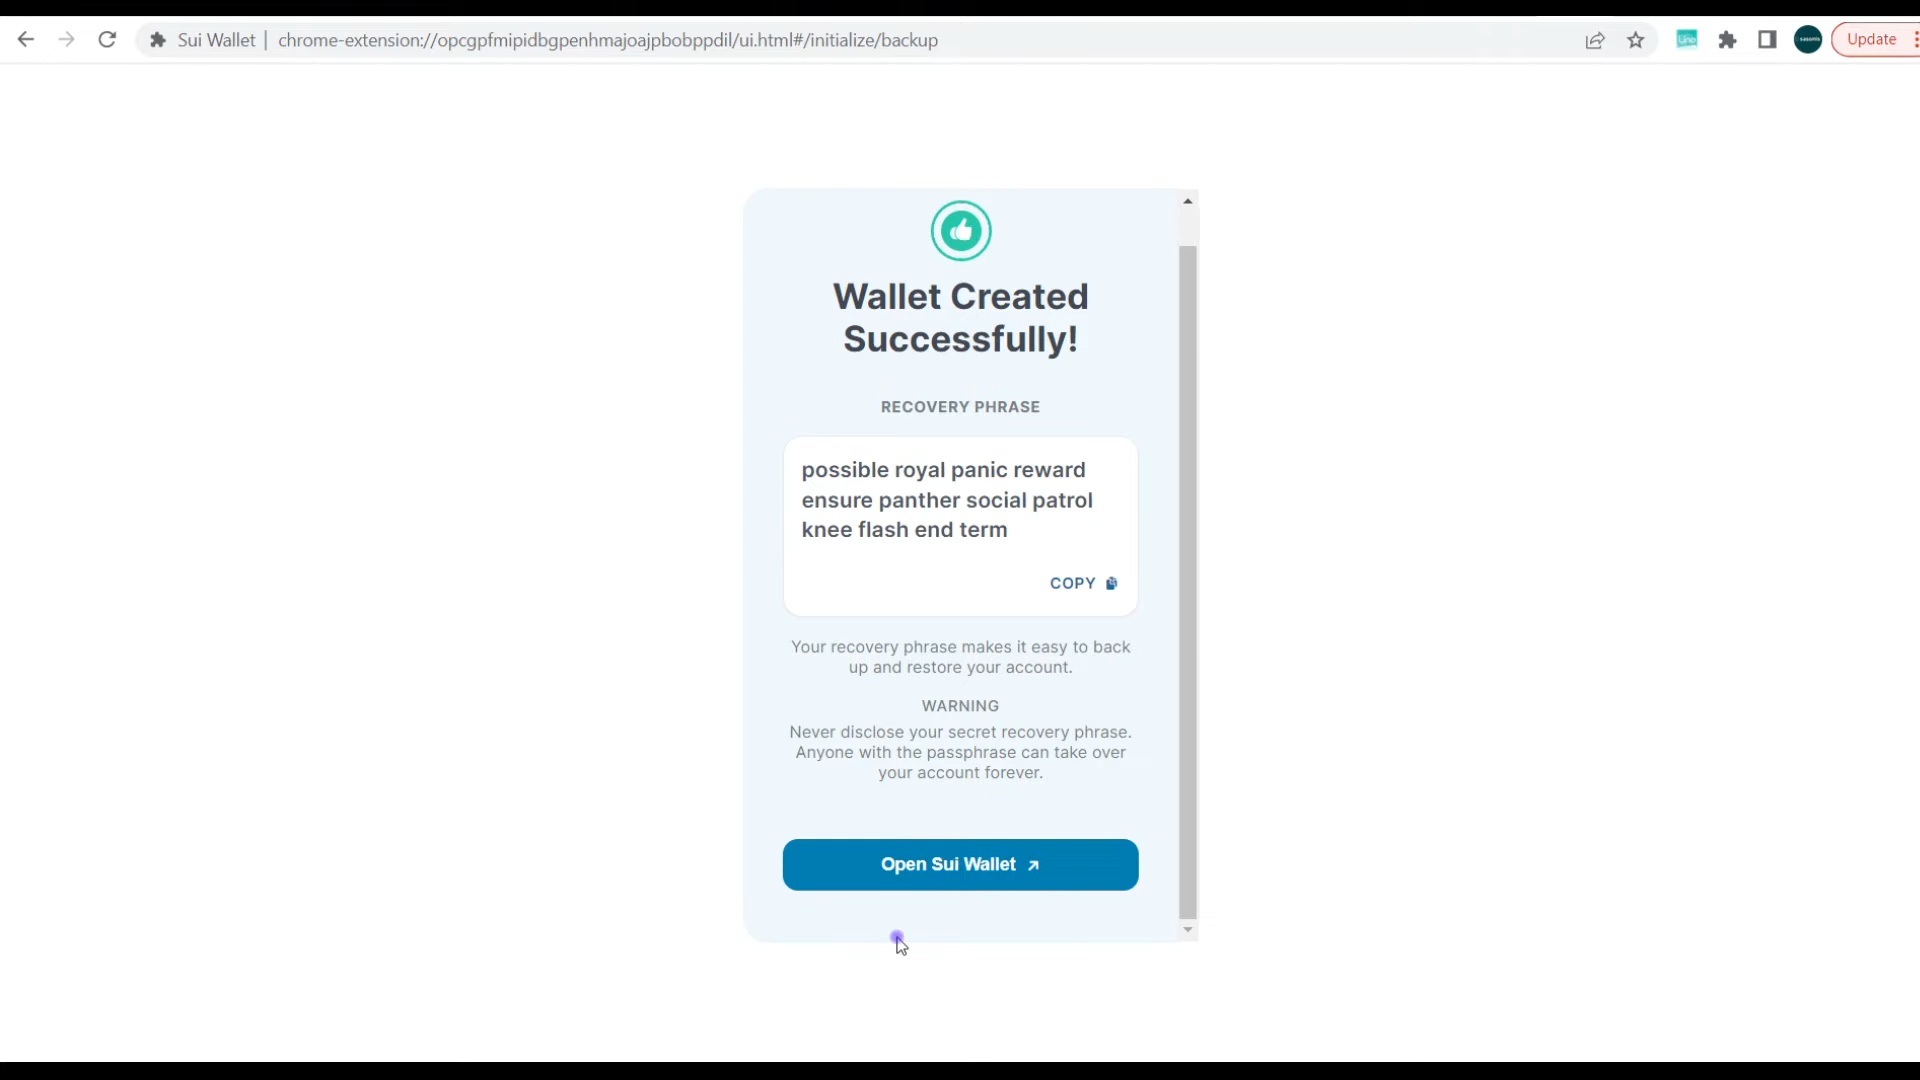 Sui Wallet | chrome-extension://opcgpfmipidbgpenhmajoajpbobppdil/ui.html#/initialize/backup
Update
Wallet Created
Successfully!
RECOVERY PHRASE
possible royal panic reward
ensure panther social patrol
knee flash end term
COPY
Your recovery phrase makes it easy to back
up and restore your account.
WARNING
Never disclose your secret recovery phrase.
Anyone with the passphrase can take over
your account forever.
Open Sui Wallet